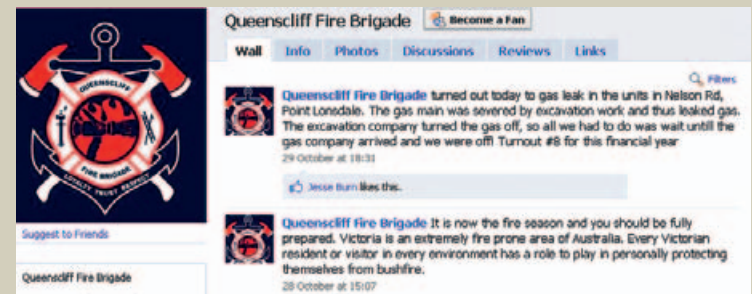 Queenscliff Fire Brigade
Become a Fan
Wall Info Photos Discussions Reviews Links
Filters
QUEENSCLIFF
FIRE BRIGADE
LOYALTY TRUST RESPECT
Suggest to Friends
Queenscliff Fire Brigade
Queenscliff Fire Brigade turned out today to gas leak in the units in Nelson Rd,
Point Lonsdale. The gas main was severed by excavation work and thus leaked gas.
The excavation company turned the gas off, so all we had to do was wait untill the
gas company arrived and we were off! Turnout #8 for this financial year
29 October at 18:31
Jesse Burn likes this.
Queenscliff Fire Brigade It is now the fire season and you should be fully
prepared. Victoria is an extremely fire prone area of Australia. Every Victorian
resident or visitor in every environment has a role to play in personally protecting
themselves from bushfire.
28 October at 15:07